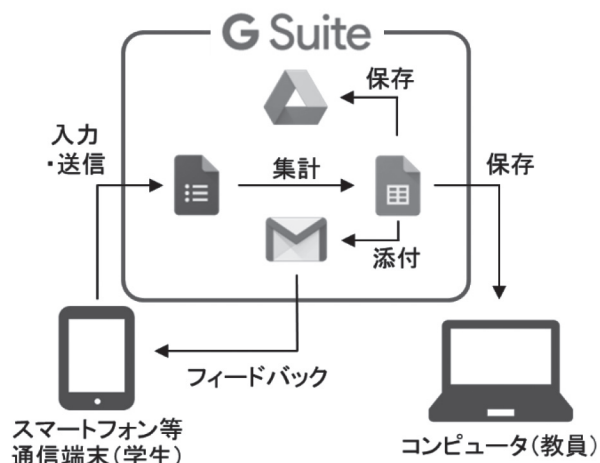 G Suite
保存
入力
・送信
集計
保存
添付
フィードバック
スマートフォン等
通信端末(学生)
コンピュータ(教員)